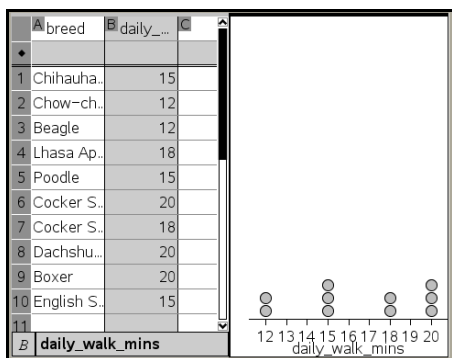 A breed B daily_... C
◆
1 Chihauha.. 15
2 Chow-ch.. 12
3 Beagle 12
4 Lhasa Ap.. 18
5 Poodle 15
6 Cocker S.. 20
7 Cocker S.. 18
8 Dachshu... 20
9 Boxer 20
10 English S.. 15
11
B daily_walk_mins
12 13 14 15 16 17 18 19 20
daily_walk_mins